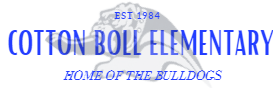 EST 1984
COTTON BOLL ELEMENTARY
HOME OF THE BULLDOGS